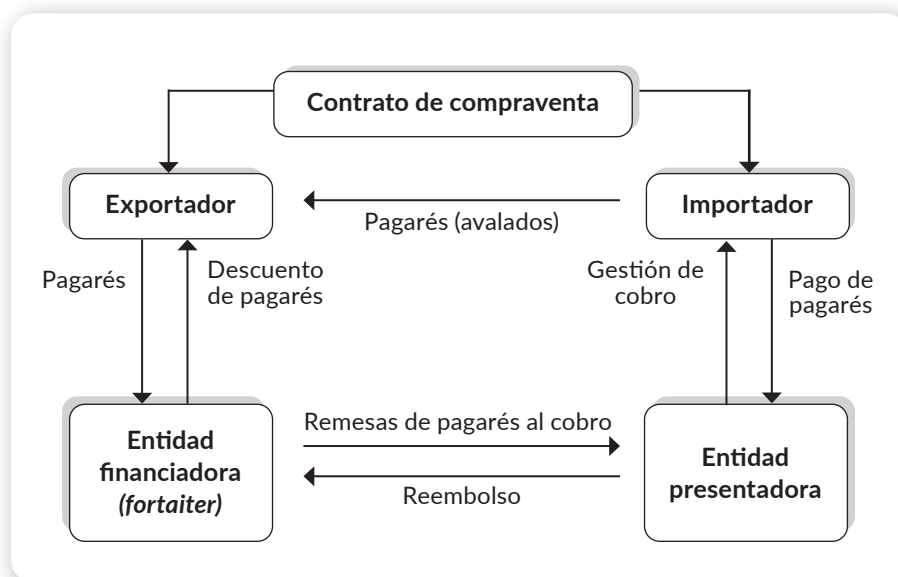 Contrato de compraventa
Exportador
Importador
Pagarés (avalados)
Pagarés
Descuento
de pagarés
Gestión de
cobro
Pago de
pagarés
Entidad
financiadora
(fortaiter)
Remesas de pagarés al cobro
Reembolso
Entidad
presentadora